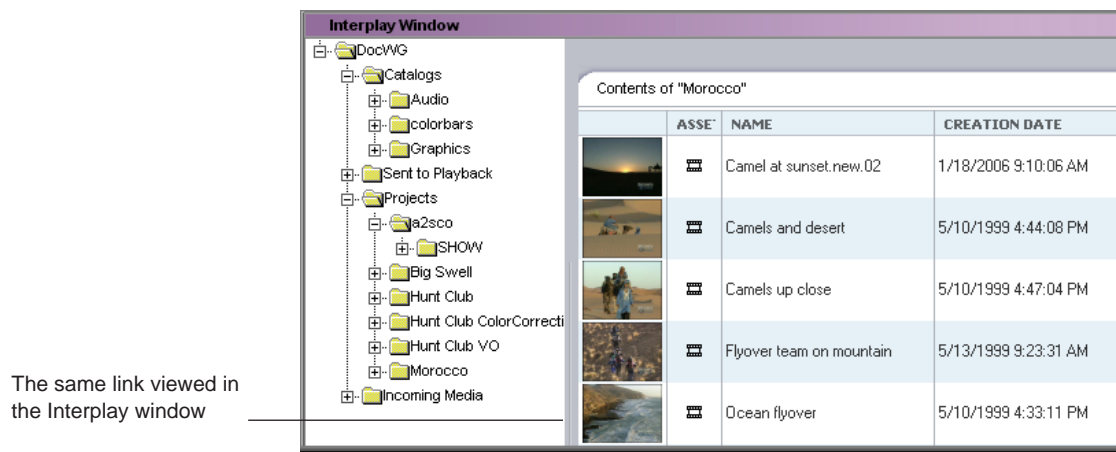 Interplay Window
DocWG
Catalogs
Audio
colorbars
Graphics
Sent to Playback
Projects
a2sco
SHOW
Big Swell
Hunt Club
Hunt Club ColorCorrecti
Hunt Club VO
Morocco
Incoming Media
The same link viewed in
the Interplay window
Contents of "Morocco"
ASSET NAME CREATION DATE
Camel at sunset.new.02 1/18/2006 9:10:06 AM
Camels and desert 5/10/1999 4:44:08 PM
Camels up close 5/10/1999 4:47:04 PM
Flyover team on mountain 5/13/1999 9:23:31 AM
Ocean flyover 5/10/1999 4:33:11 PM